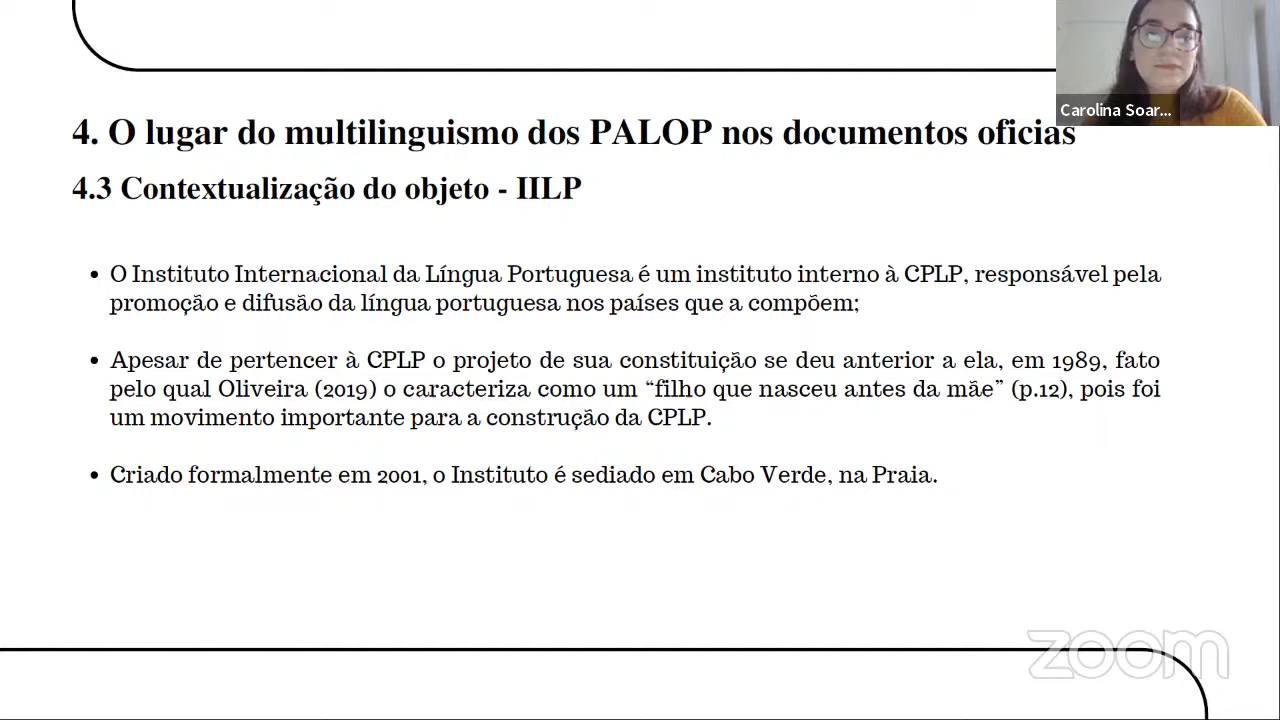 Carolina Soar...
4. O lugar do multilinguismo dos PALOP nos documentos oficias
4.3 Contextualização do objeto - IILP
• O Instituto Internacional da Língua Portuguesa é um instituto interno à CPLP, responsável pela
promoção e difusão da língua portuguesa nos países que a compõem;
• Apesar de pertencer à CPLP o projeto de sua constituição se deu anterior a ela, em 1989, fato
pelo qual Oliveira (2019) o caracteriza como um “filho que nasceu antes da mãe” (p.12), pois foi
um movimento importante para a construção da CPLP.
• Criado formalmente em 2001, o Instituto é sediado em Cabo Verde, na Praia.
zoom